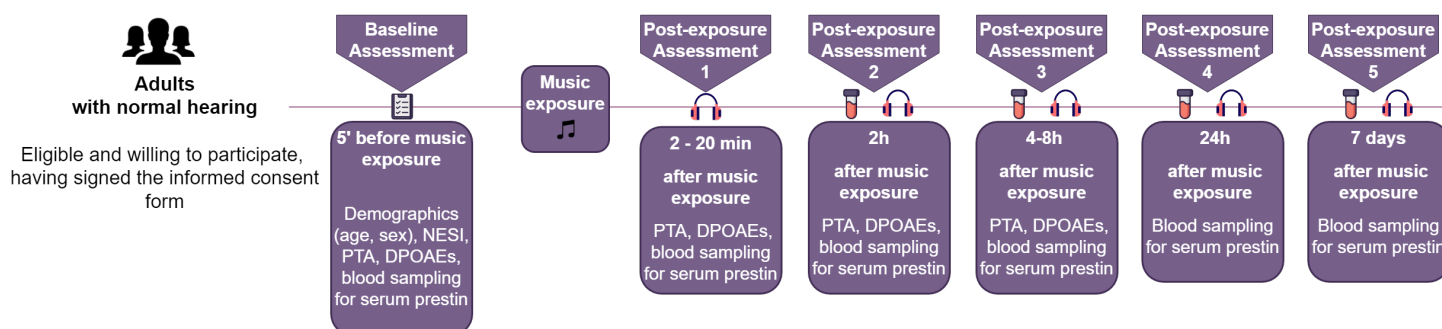 Adults
with normal hearing
Eligible and willing to participate,
having signed the informed consent
form
Baseline
Assessment
5' before music
exposure
Demographics
(age, sex), NESI,
PTA, DPOAEs,
blood sampling
for serum prestin
Music
exposure
Post-exposure
Assessment
1
2 - 20 min
after music
exposure
PTA, DPOAEs,
blood sampling
for serum prestin
Post-exposure
Assessment
2
2h
after music
exposure
PTA, DPOAEs,
blood sampling
for serum prestin
Post-exposure
Assessment
3
4-8h
after music
exposure
PTA, DPOAEs,
blood sampling
for serum prestin
Post-exposure
Assessment
4
24h
after music
exposure
Blood sampling
for serum prestin
Post-exposure
Assessment
5
7 days
after music
exposure
Blood sampling
for serum prestin